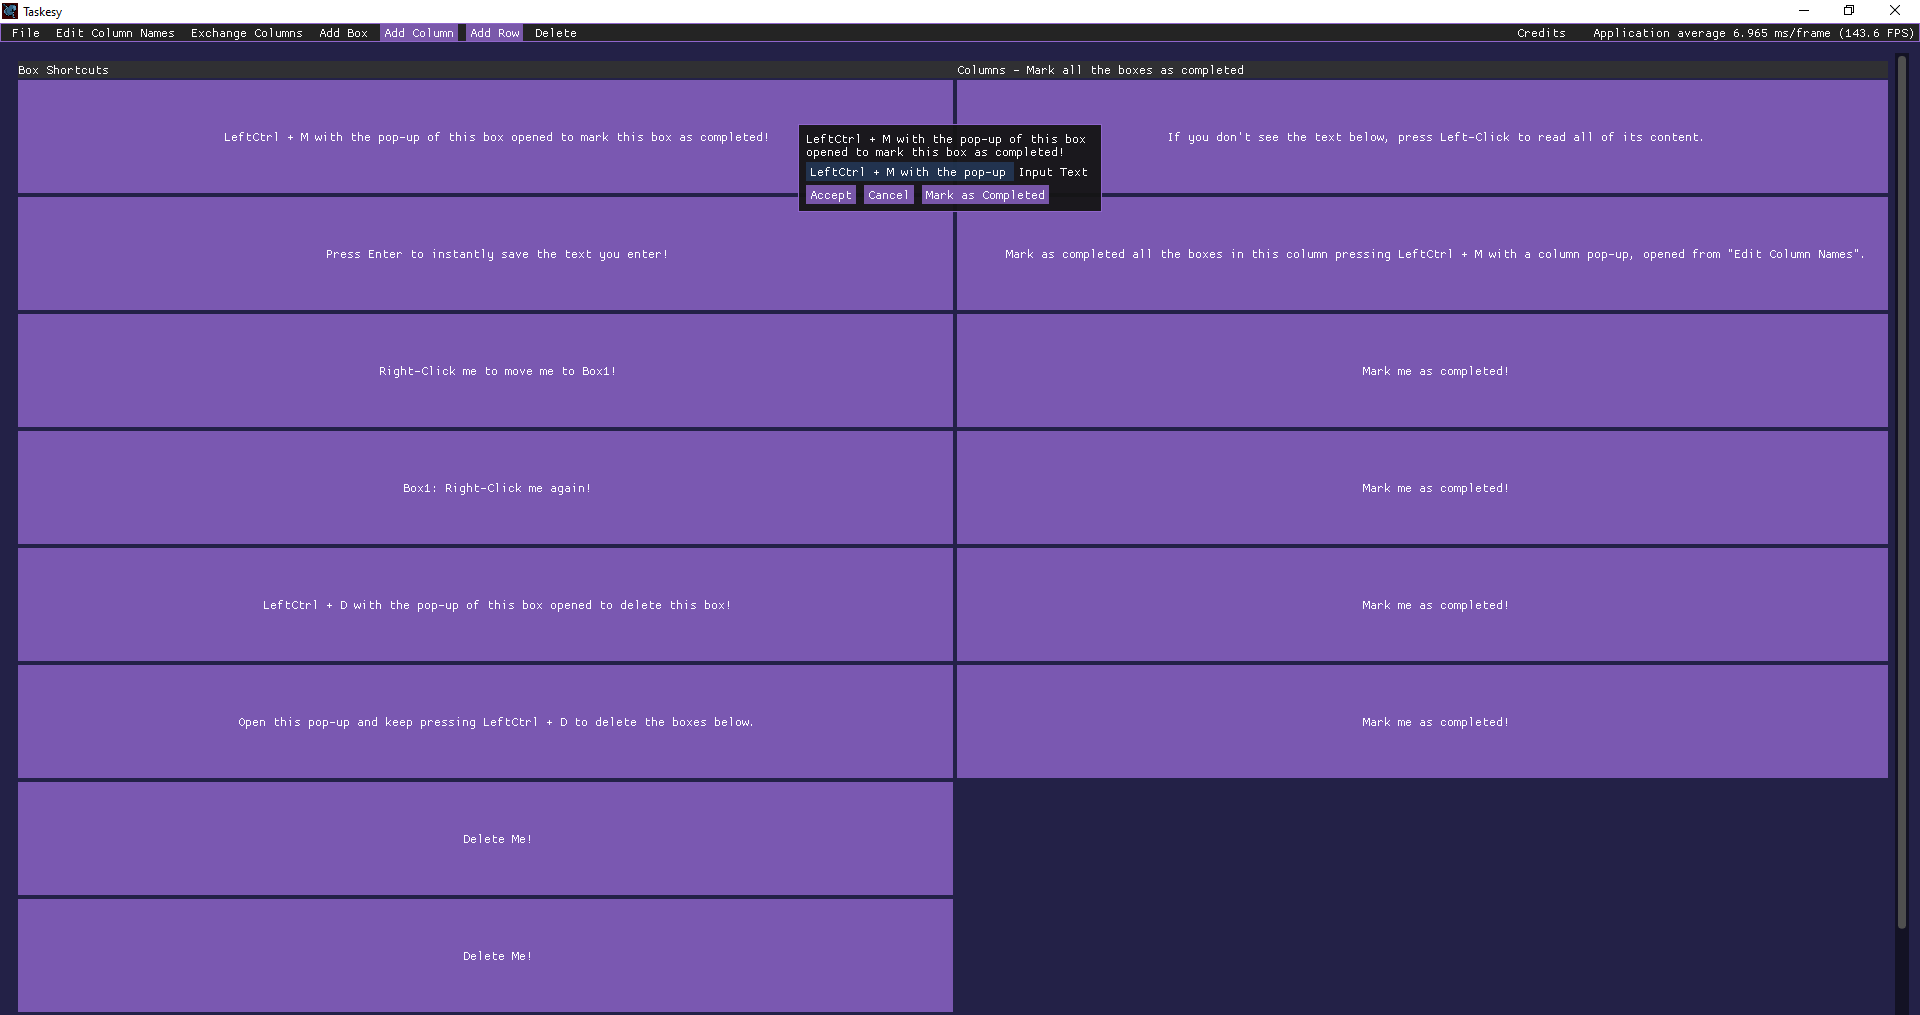 Taskesy
File Edit Column Names Exchange Columns Add Box Add Column Add Row Delete Credits Application average 6.965 ms/frame (143.6 FPS)
Box Shortcuts
LeftCtrl + M with the pop-up of this box opened to mark this box as completed!
Press Enter to instantly save the text you enter!
Right-Click me to move me to Box1!
Box1: Right-Click me again!
LeftCtrl + D with the pop-up of this box opened to delete this box!
Open this pop-up and keep pressing LeftCtrl + D to delete the boxes below.
Delete Me!
Delete Me!
Columns - Mark all the boxes as completed
If you don't see the text below, press Left-Click to read all of its content.
Mark as completed all the boxes in this column pressing LeftCtrl + M with a column pop-up, opened from "Edit Column Names".
Mark me as completed!
Mark me as completed!
Mark me as completed!
Mark me as completed!
LeftCtrl + M with the pop-up of this box
opened to mark this box as completed!
LeftCtrl + M with the pop-up Input Text
Accept Cancel Mark as Completed